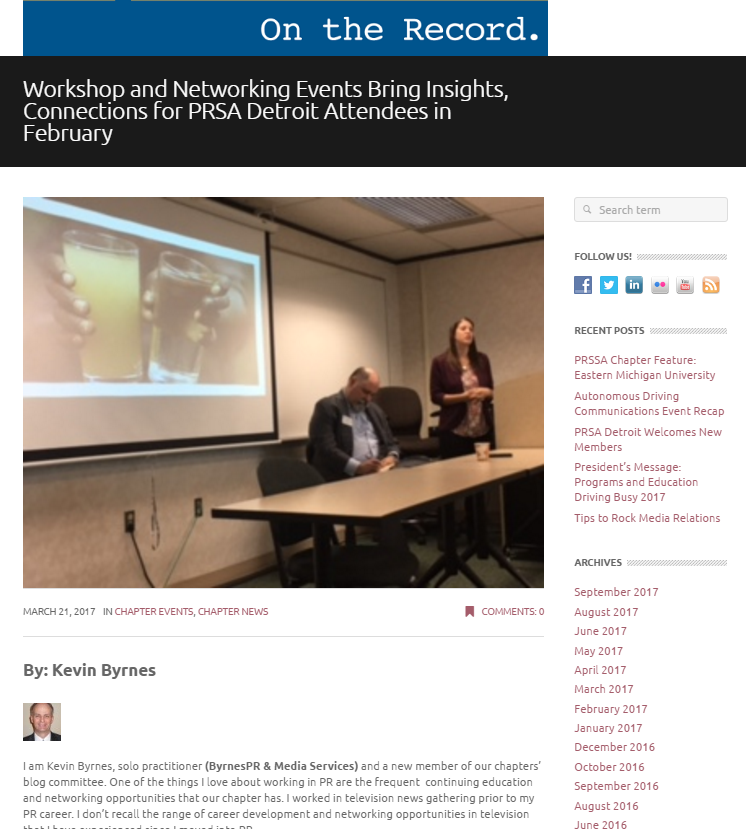 On the Record.
Workshop and Networking Events Bring Insights,
Connections for PRSA Detroit Attendees in
February
MARCH 21, 2017 IN CHAPTER EVENTS, CHAPTER NEWS
COMMENTS: 0
By: Kevin Byrnes
I am Kevin Byrnes, solo practitioner (ByrnesPR & Media Services) and a new member of our chapters'
blog committee. One of the things I love about working in PR are the frequent continuing education
and networking opportunities that our chapter has. I worked in television news gathering prior to my
PR career. I don't recall the range of career development and networking opportunities in television
that I have experienced since I moved into PR.
Search term
FOLLOW US!
RECENT POSTS
PRSSA Chapter Feature:
Eastern Michigan University
Autonomous Driving
Communications Event Recap
PRSA Detroit Welcomes New
Members
President's Message:
Programs and Education
Driving Busy 2017
Tips to Rock Media Relations
ARCHIVES
September 2017
August 2017
June 2017
May 2017
April 2017
March 2017
February 2017
January 2017
December 2016
October 2016
September 2016
August 2016
June 2016